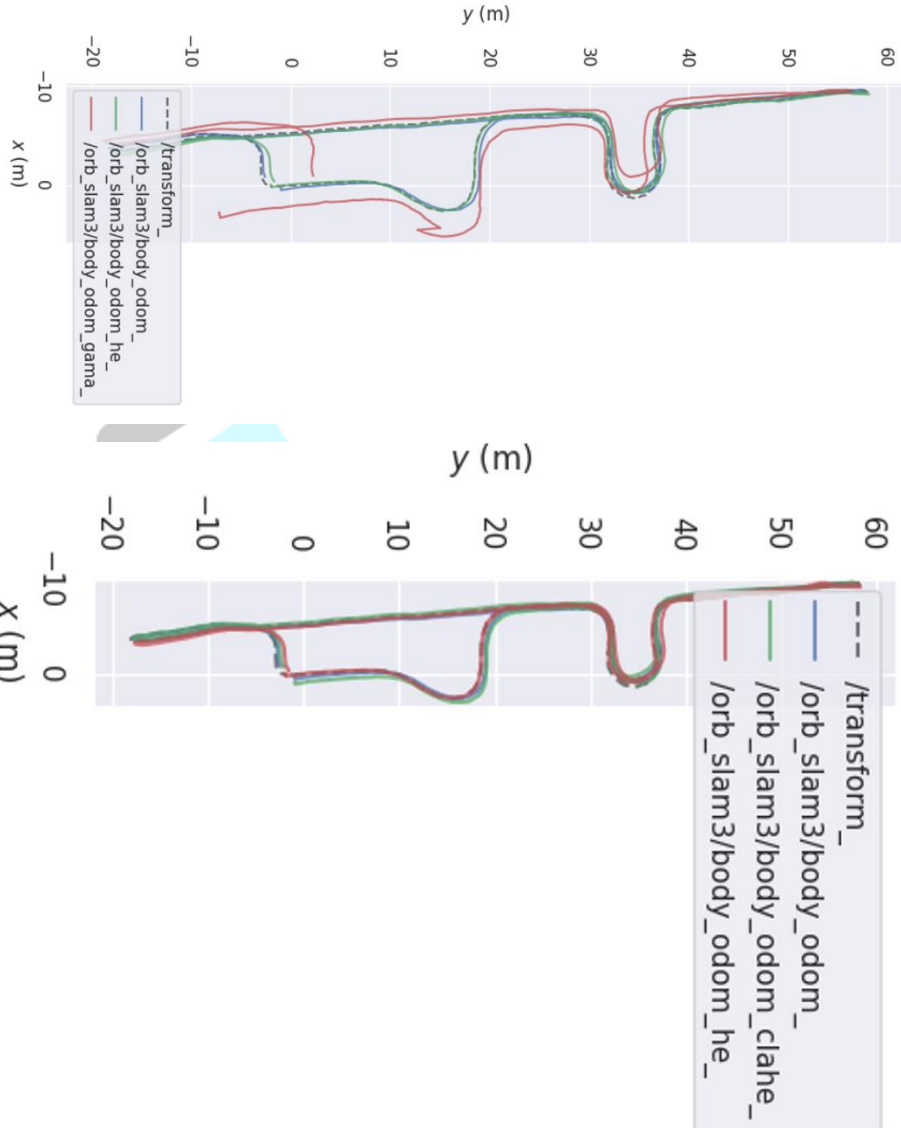 y (m)
−20 −10 0 10 20 30 40 50 60
−10
0
x (m)
/transform_
/orb_slam3/body_odom_
/orb_slam3/body_odom_he_
/orb_slam3/body_odom_gama_
y (m)
−20 −10 0 10 20 30 40 50 60
−10
0
x (m)
/transform_
/orb_slam3/body_odom_
/orb_slam3/body_odom_clahe_
/orb_slam3/body_odom_he_